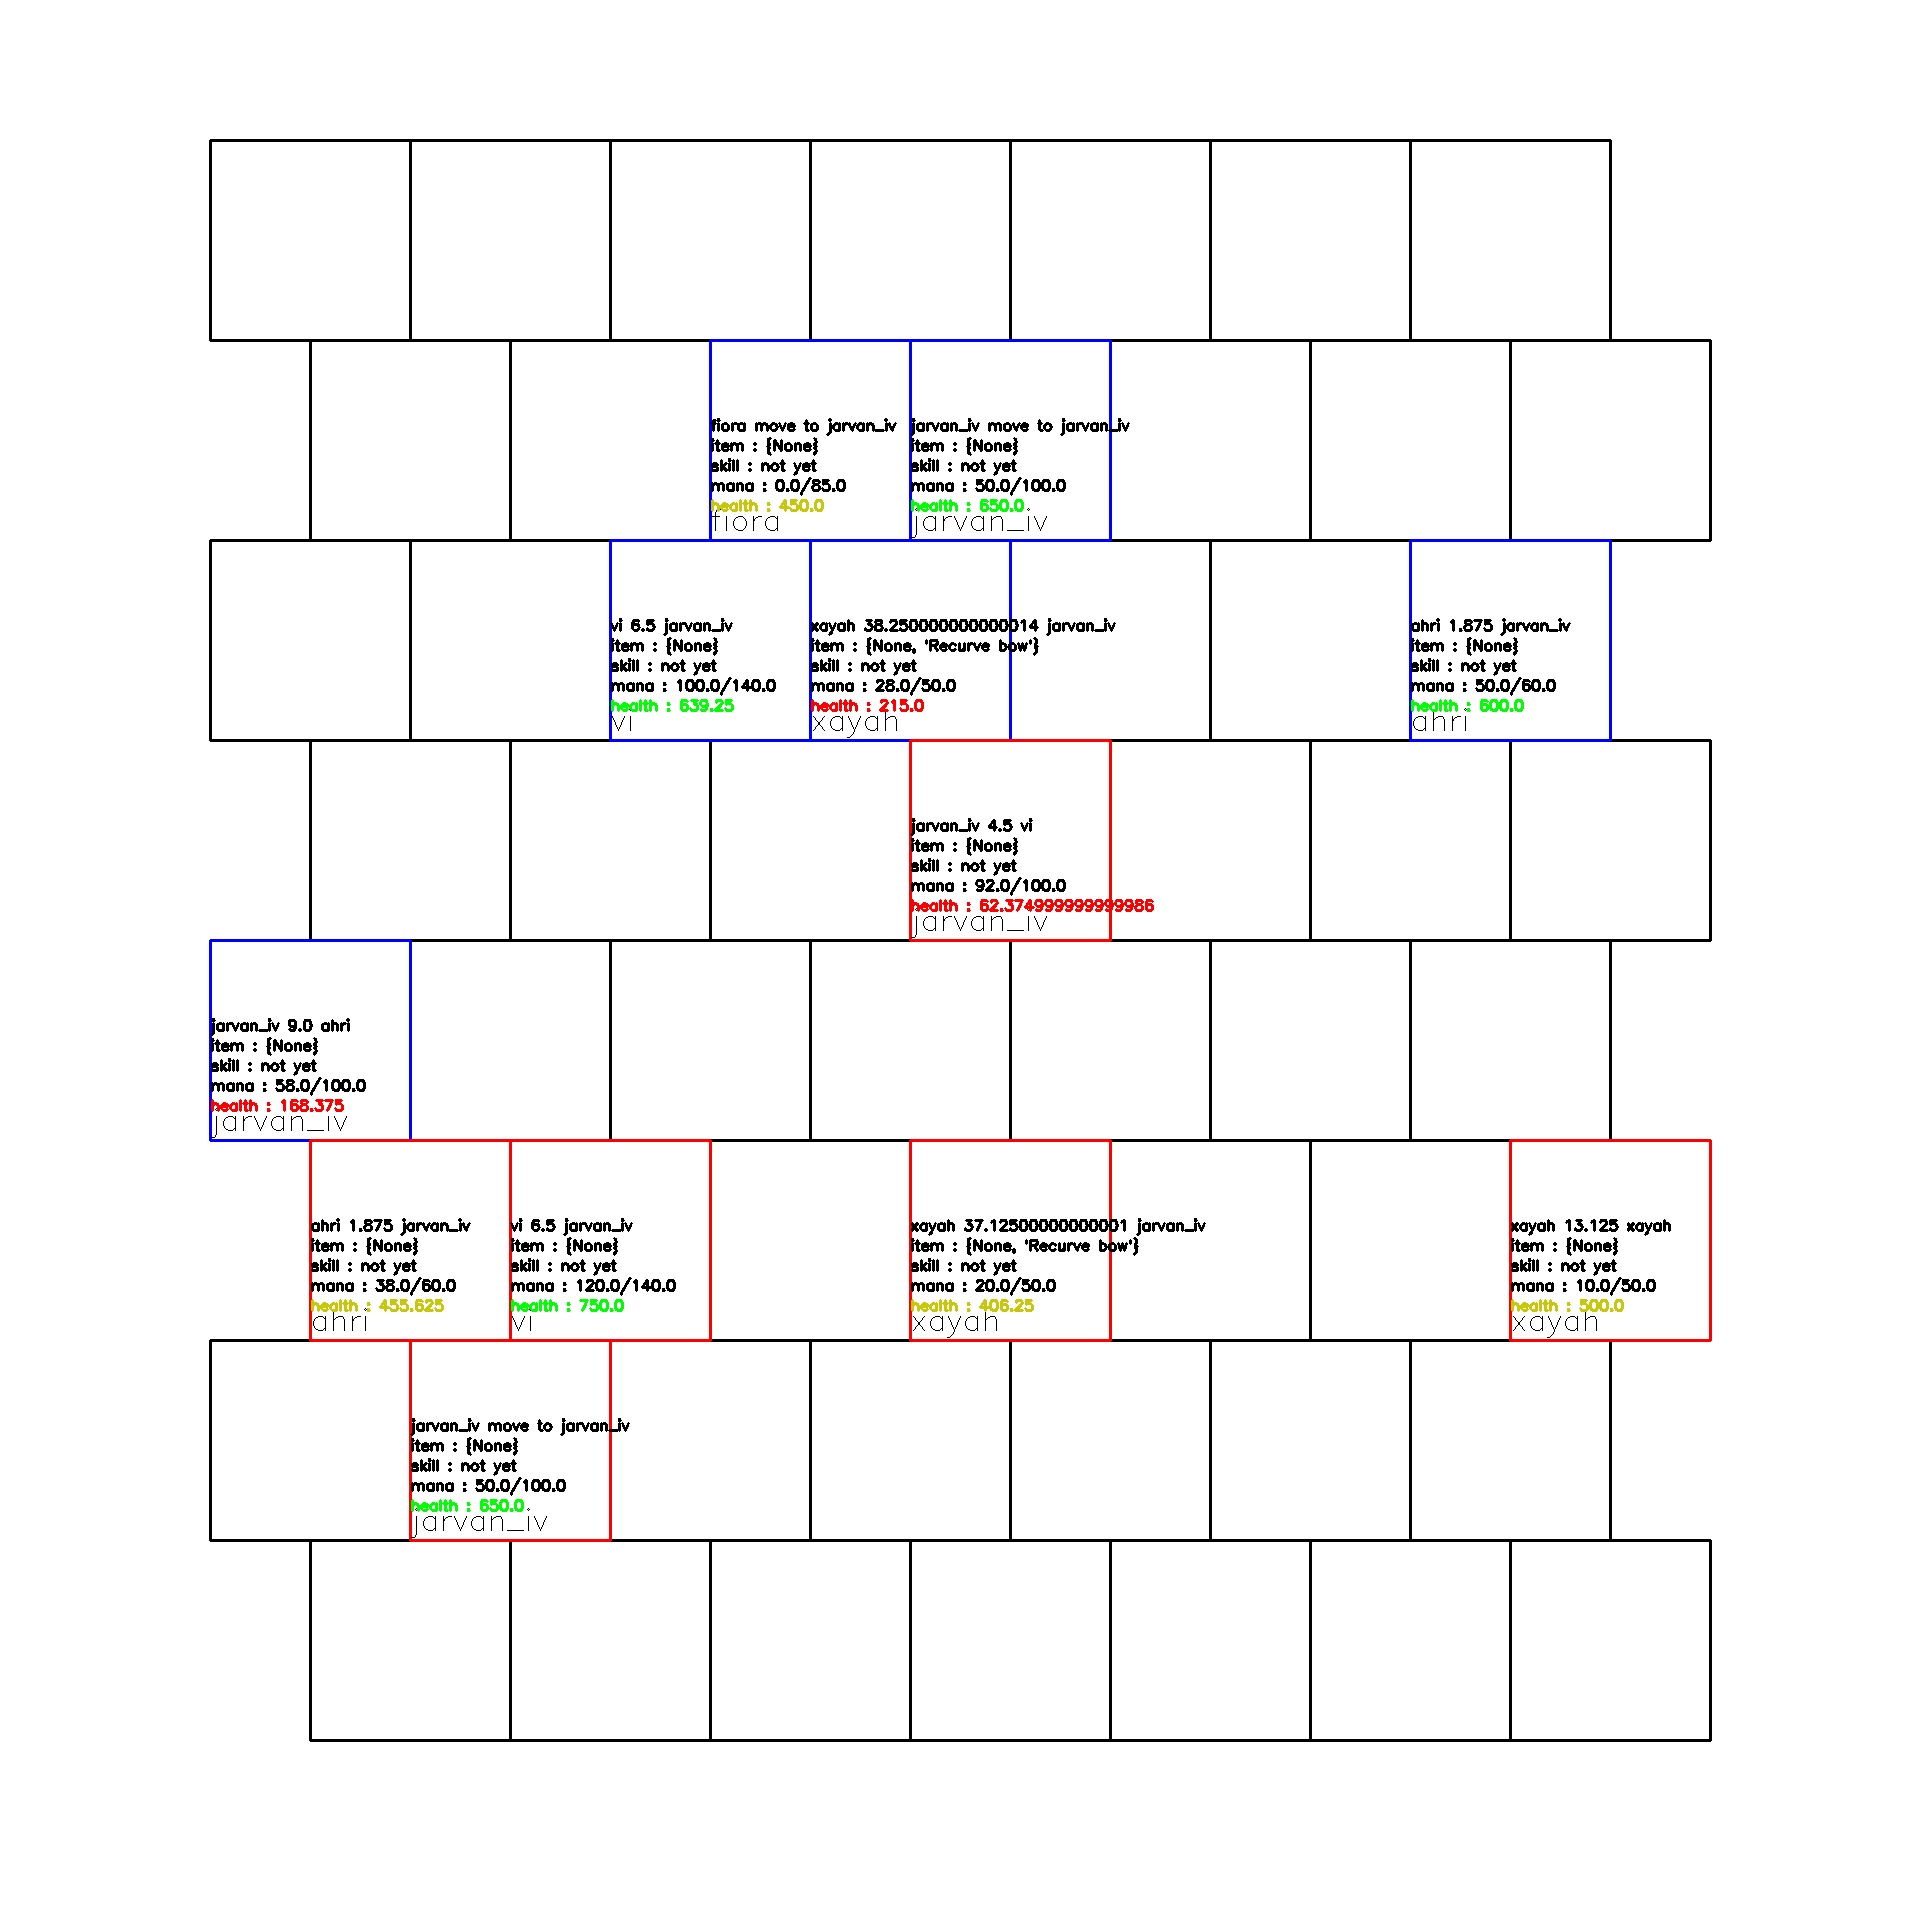 fiora move to jarvan_iv
item : {None}
skill : not yet
mana : 0.0/85.0
health : 450.0
fiora
jarvan_iv move to jarvan_iv
item : {None}
skill : not yet
mana : 50.0/100.0
health : 650.0
jarvan_iv
vi 6.5 jarvan_iv
item : {None}
skill : not yet
mana : 100.0/140.0
health : 639.25
vi
xayah 38.250000000000014 jarvan_iv
item : {None, 'Recurve bow'}
skill : not yet
mana : 28.0/50.0
health : 215.0
xayah
ahri 1.875 jarvan_iv
item : {None}
skill : not yet
mana : 50.0/60.0
health : 600.0
ahri
jarvan_iv 4.5 vi
item : {None}
skill : not yet
mana : 92.0/100.0
health : 62.374999999999986
jarvan_iv
jarvan_iv 9.0 ahri
item : {None}
skill : not yet
mana : 58.0/100.0
health : 168.375
jarvan_iv
ahri 1.875 jarvan_iv
item : {None}
skill : not yet
mana : 38.0/60.0
health : 455.625
ahri
vi 6.5 jarvan_iv
item : {None}
skill : not yet
mana : 120.0/140.0
health : 750.0
vi
xayah 37.12500000000001 jarvan_iv
item : {None, 'Recurve bow'}
skill : not yet
mana : 20.0/50.0
health : 406.25
xayah
xayah 13.125 xayah
item : {None}
skill : not yet
mana : 10.0/50.0
health : 500.0
xayah
jarvan_iv move to jarvan_iv
item : {None}
skill : not yet
mana : 50.0/100.0
health : 650.0
jarvan_iv